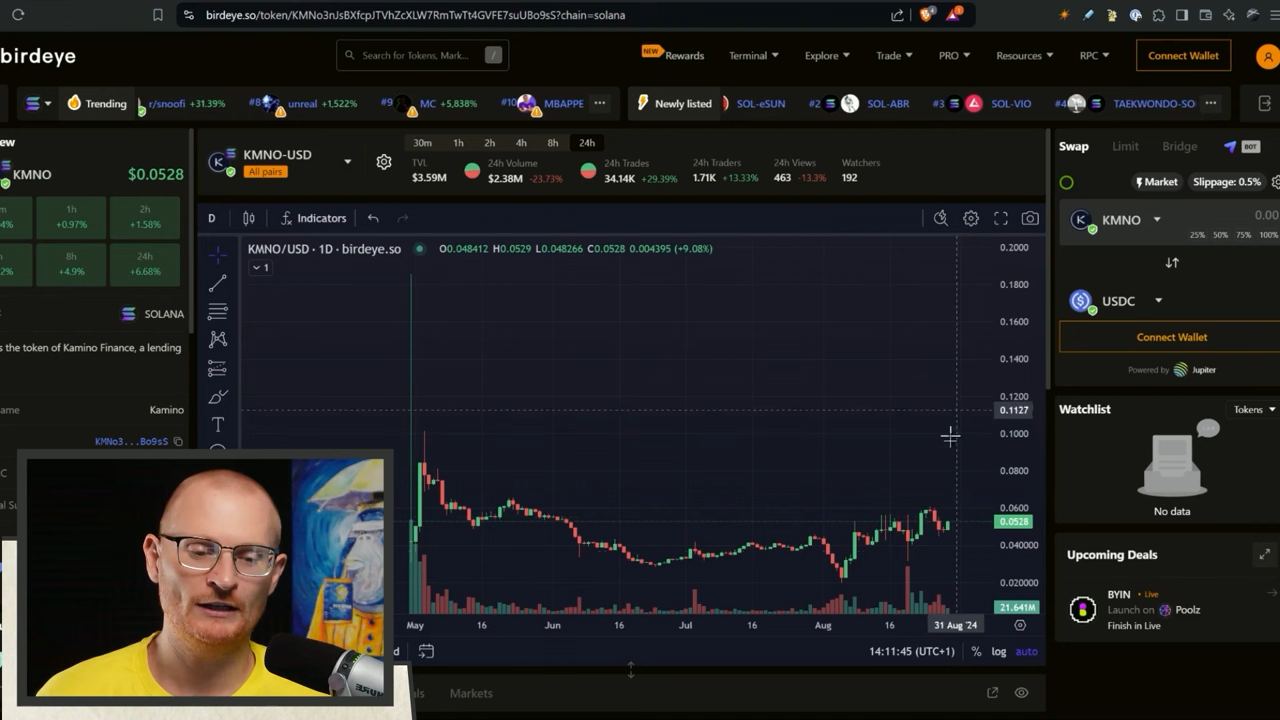 birdeye.so/token/KMNo3nJsBXfcpJTVhZcXLW7RmTwTt4GVFE7suUBo9sS?chain=solana
birdeye
Search for Tokens, Mark...
/
NEW
Rewards
Terminal
Explore
Trade
PRO
Resources
RPC
Connect Wallet
Trending
r/snoofi +31.39%
unreal +1,522%
#9
MC +5,838%
#10
MBAPPE
Newly listed
SOL-eSUN
#2 SOL-ABR
#3 SOL-VIO
TAEKWONDO-SO
KMNO
$0.0528
1h
+0.97%
2h
+1.58%
8h
+4.9%
24h
+6.68%
SOLANA
s the token of Kamino Finance, a lending
ame
Kamino
KMNo3...Bo9sS
KMNO-USD
All pairs
30m 1h 2h 4h 8h 24h
TVL
$3.59M
24h Volume
$2.38M -23.73%
24h Trades
34.14K +29.39%
24h Traders
1.71K +13.33%
24h Views
463 -13.3%
Watchers
192
D
Indicators
KMNO/USD · 1D · birdeye.so
O0.048412 H0.0529 L0.048266 C0.0528 0.004395 (+9.08%)
1
0.2000
0.1800
0.1600
0.1400
0.1200
0.1127
0.1000
0.0800
0.0600
0.0528
0.040000
0.020000
21.641M
May 16 Jun 16 Jul 16 Aug 16 31 Aug '24
14:11:45 (UTC+1)
%
log
auto
Markets
Swap
Limit
Bridge
BOT
Market
Slippage: 0.5%
KMNO
0.00
25% 50% 75% 100%
USDC
Connect Wallet
Powered by Jupiter
Watchlist
Tokens
No data
Upcoming Deals
BYIN • Live
Launch on Poolz
Finish in Live